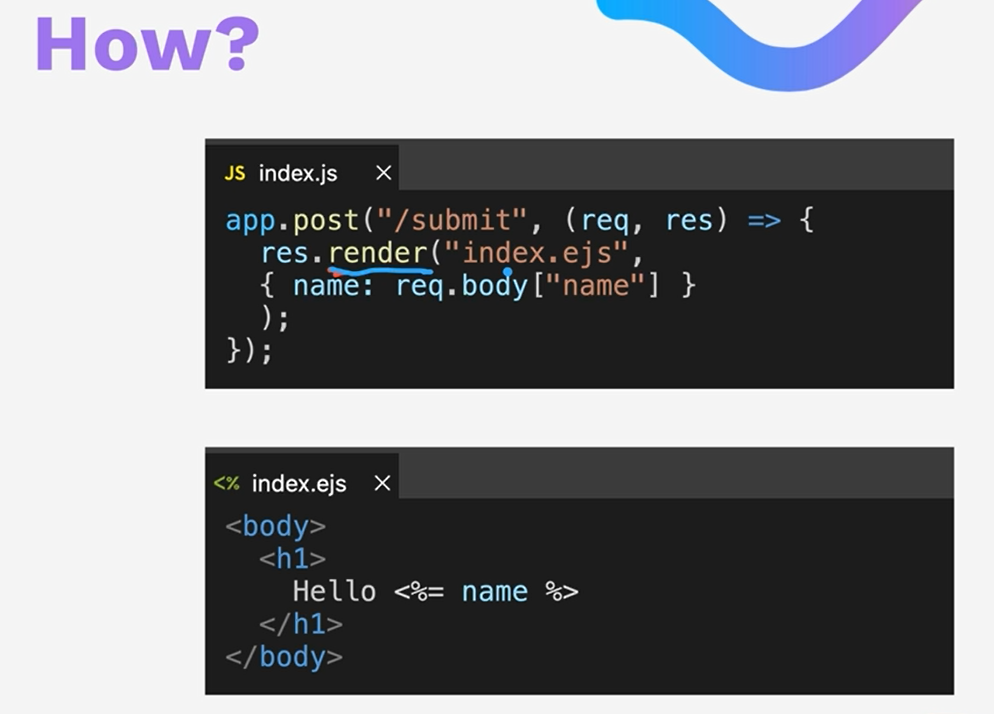 How?
JS index.js ×
app.post("/submit", (req, res) => {
res.render("index.ejs",
{ name: req.body["name"] }
);
});
<% index.ejs ×
<body>
<h1>
Hello <%= name %>
</h1>
</body>